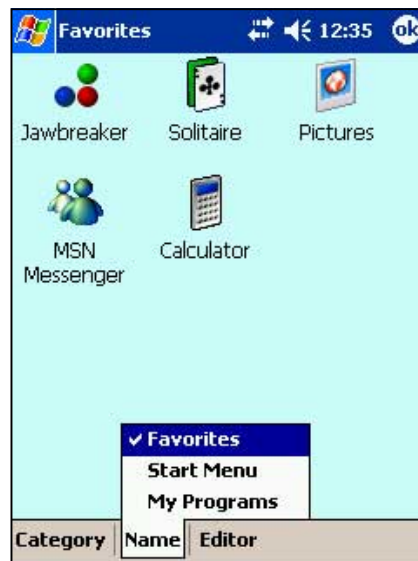 Favorites 12:35 ok
Jawbreaker Solitaire Pictures
MSN Messenger Calculator
Favorites
Start Menu
My Programs
Category Name Editor